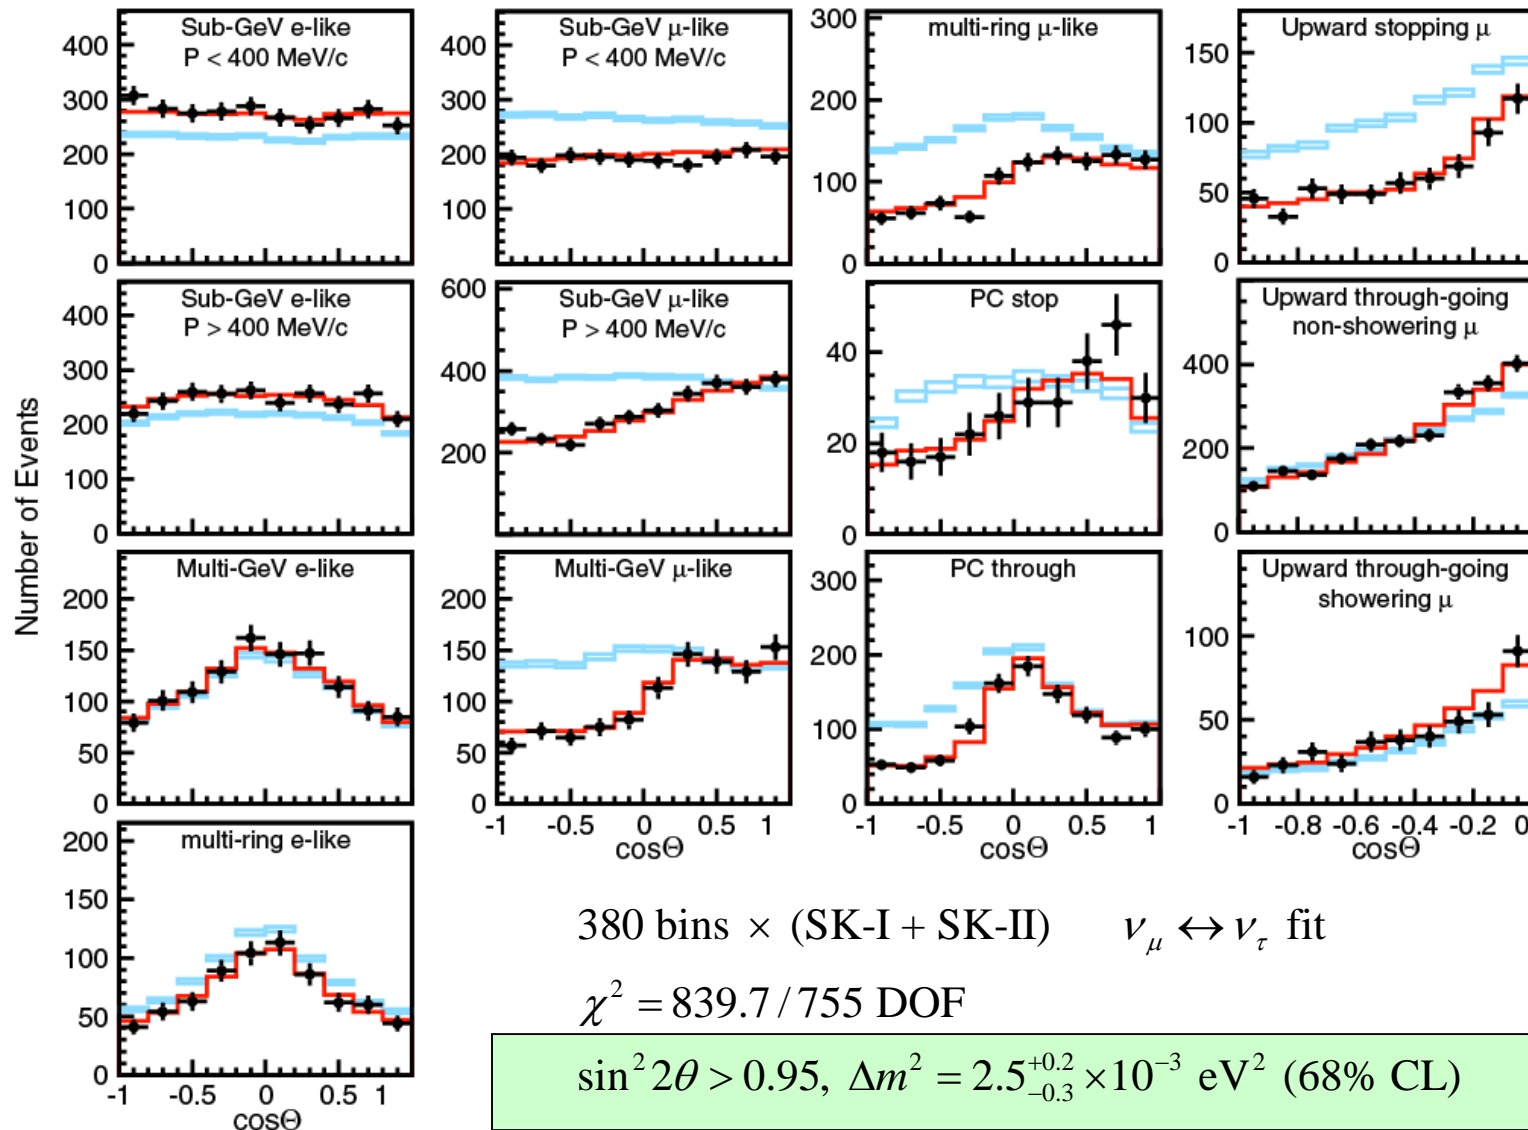 Number of Events
Sub-GeV e-like
P < 400 MeV/c
400
300
200
100
0
Sub-GeV μ-like
P < 400 MeV/c
400
300
200
100
0
multi-ring μ-like
300
200
100
0
Upward stopping μ
150
100
50
0
Sub-GeV e-like
P > 400 MeV/c
400
300
200
100
0
Sub-GeV μ-like
P > 400 MeV/c
600
400
200
PC stop
40
20
0
Upward through-going
non-showering μ
400
200
0
Multi-GeV e-like
200
150
100
50
0
Multi-GeV μ-like
200
150
100
50
0
-1 -0.5 0 0.5 1
cosΘ
PC through
300
200
100
0
-1 -0.5 0 0.5 1
cosΘ
Upward through-going
showering μ
100
50
0
-1 -0.8 -0.6 -0.4 -0.2 0
cosΘ
multi-ring e-like
200
150
100
50
0
-1 -0.5 0 0.5 1
cosΘ
380 bins × (SK-I + SK-II) ν_μ ↔ ν_τ fit
χ² = 839.7 / 755 DOF
sin² 2θ > 0.95, Δm² = 2.5 +0.2 −0.3 ×10⁻³ eV² (68% CL)